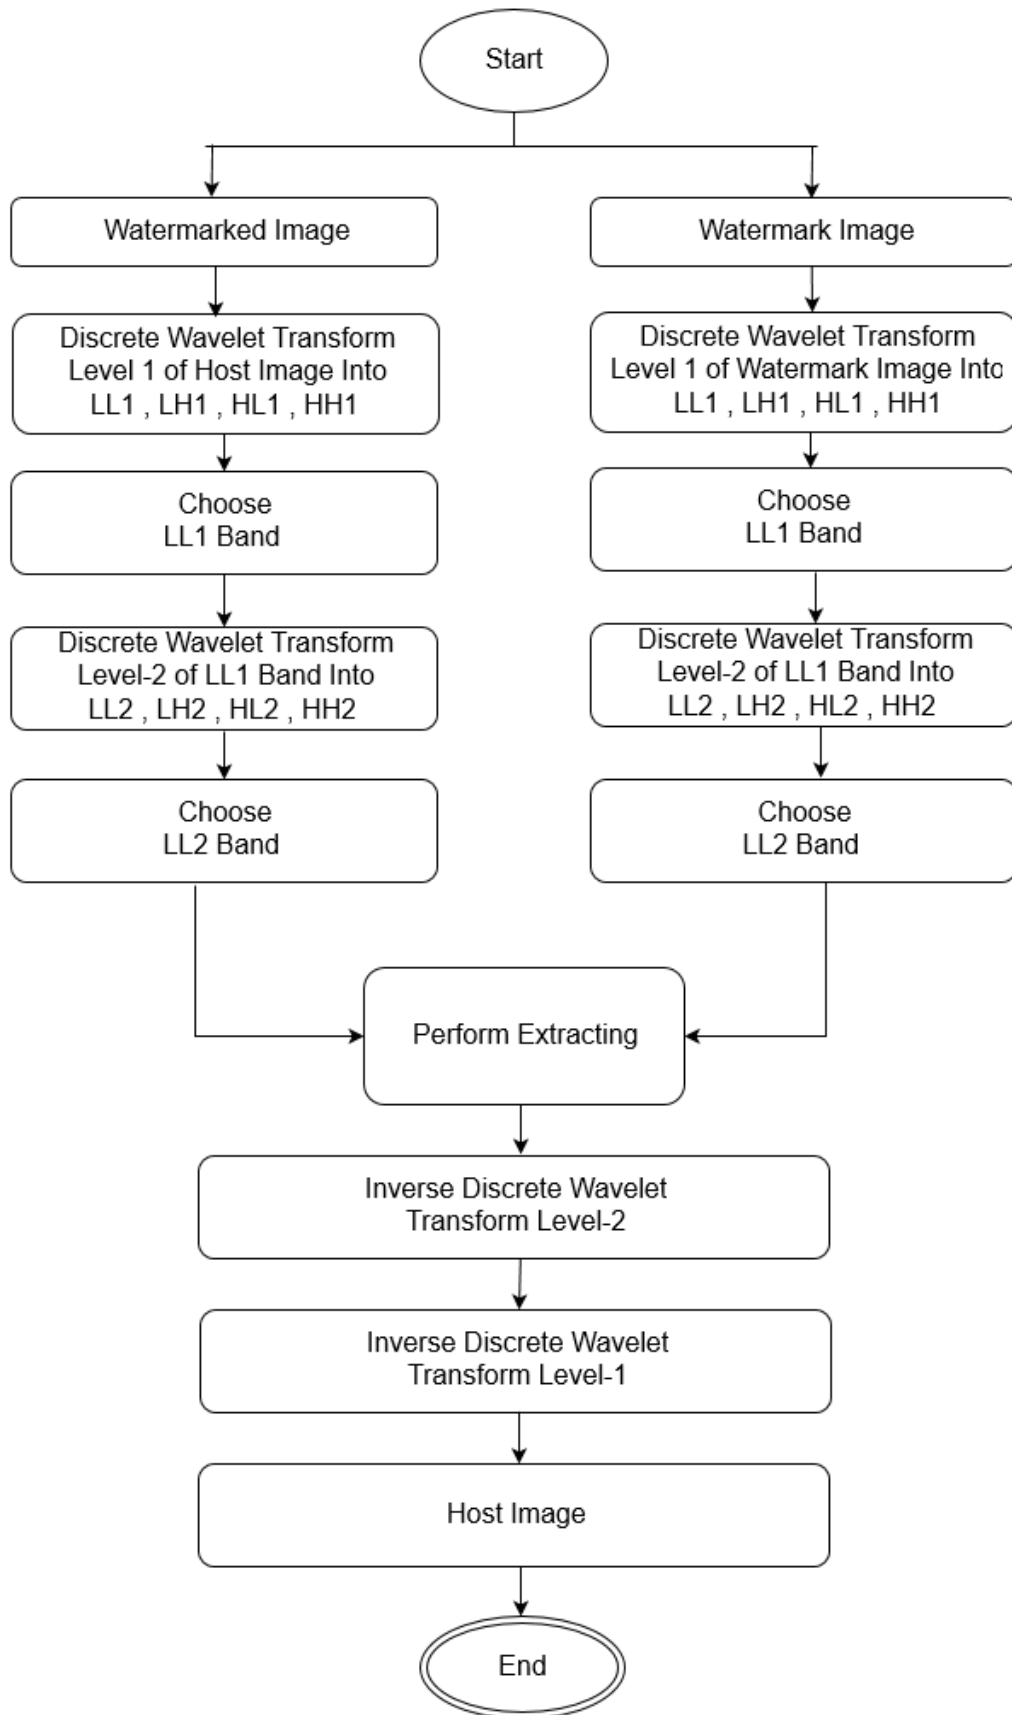 Start
Watermarked Image
Watermark Image
Discrete Wavelet Transform
Level 1 of Host Image Into
LL1 , LH1 , HL1 , HH1
Discrete Wavelet Transform
Level 1 of Watermark Image Into
LL1 , LH1 , HL1 , HH1
Choose
LL1 Band
Choose
LL1 Band
Discrete Wavelet Transform
Level-2 of LL1 Band Into
LL2 , LH2 , HL2 , HH2
Discrete Wavelet Transform
Level-2 of LL1 Band Into
LL2 , LH2 , HL2 , HH2
Choose
LL2 Band
Choose
LL2 Band
Perform Extracting
Inverse Discrete Wavelet
Transform Level-2
Inverse Discrete Wavelet
Transform Level-1
Host Image
End